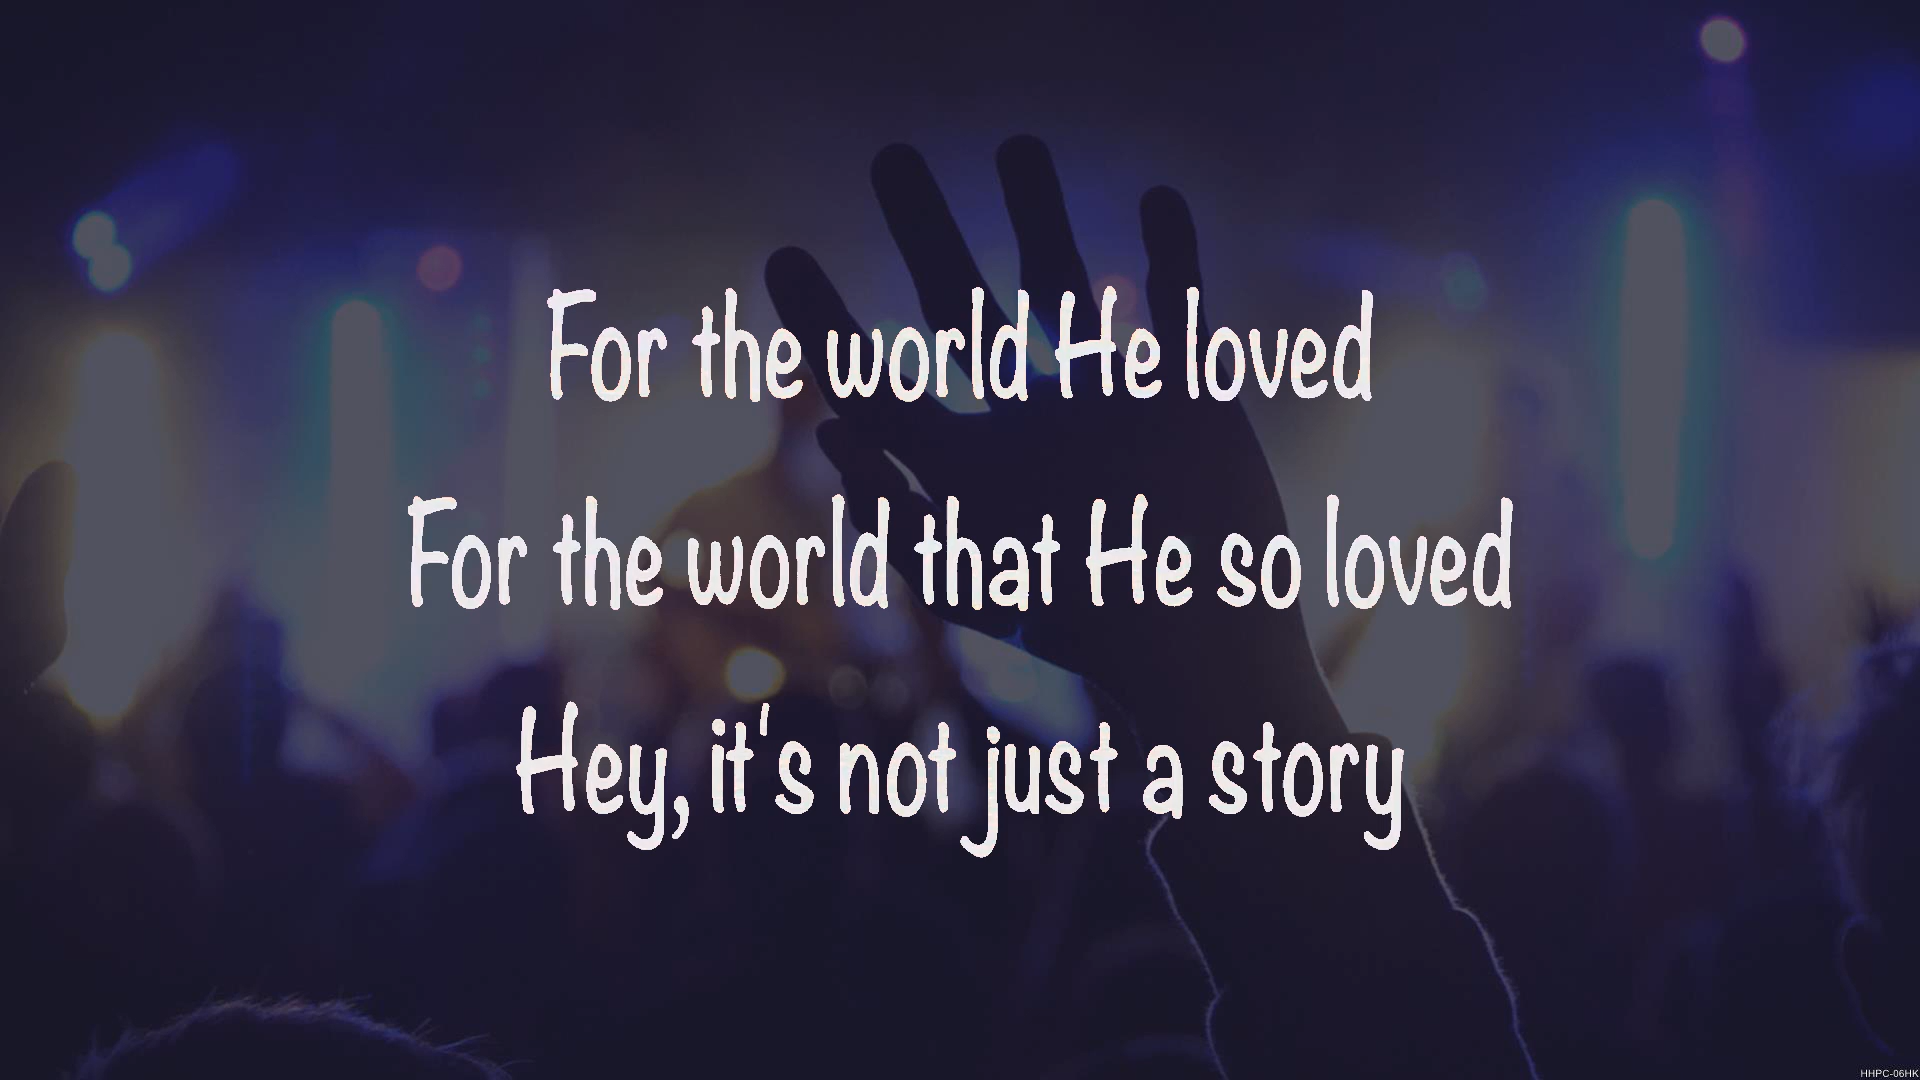 For the world He loved
For the world that He so loved
Hey, it's not just a story
HHPC-06HK